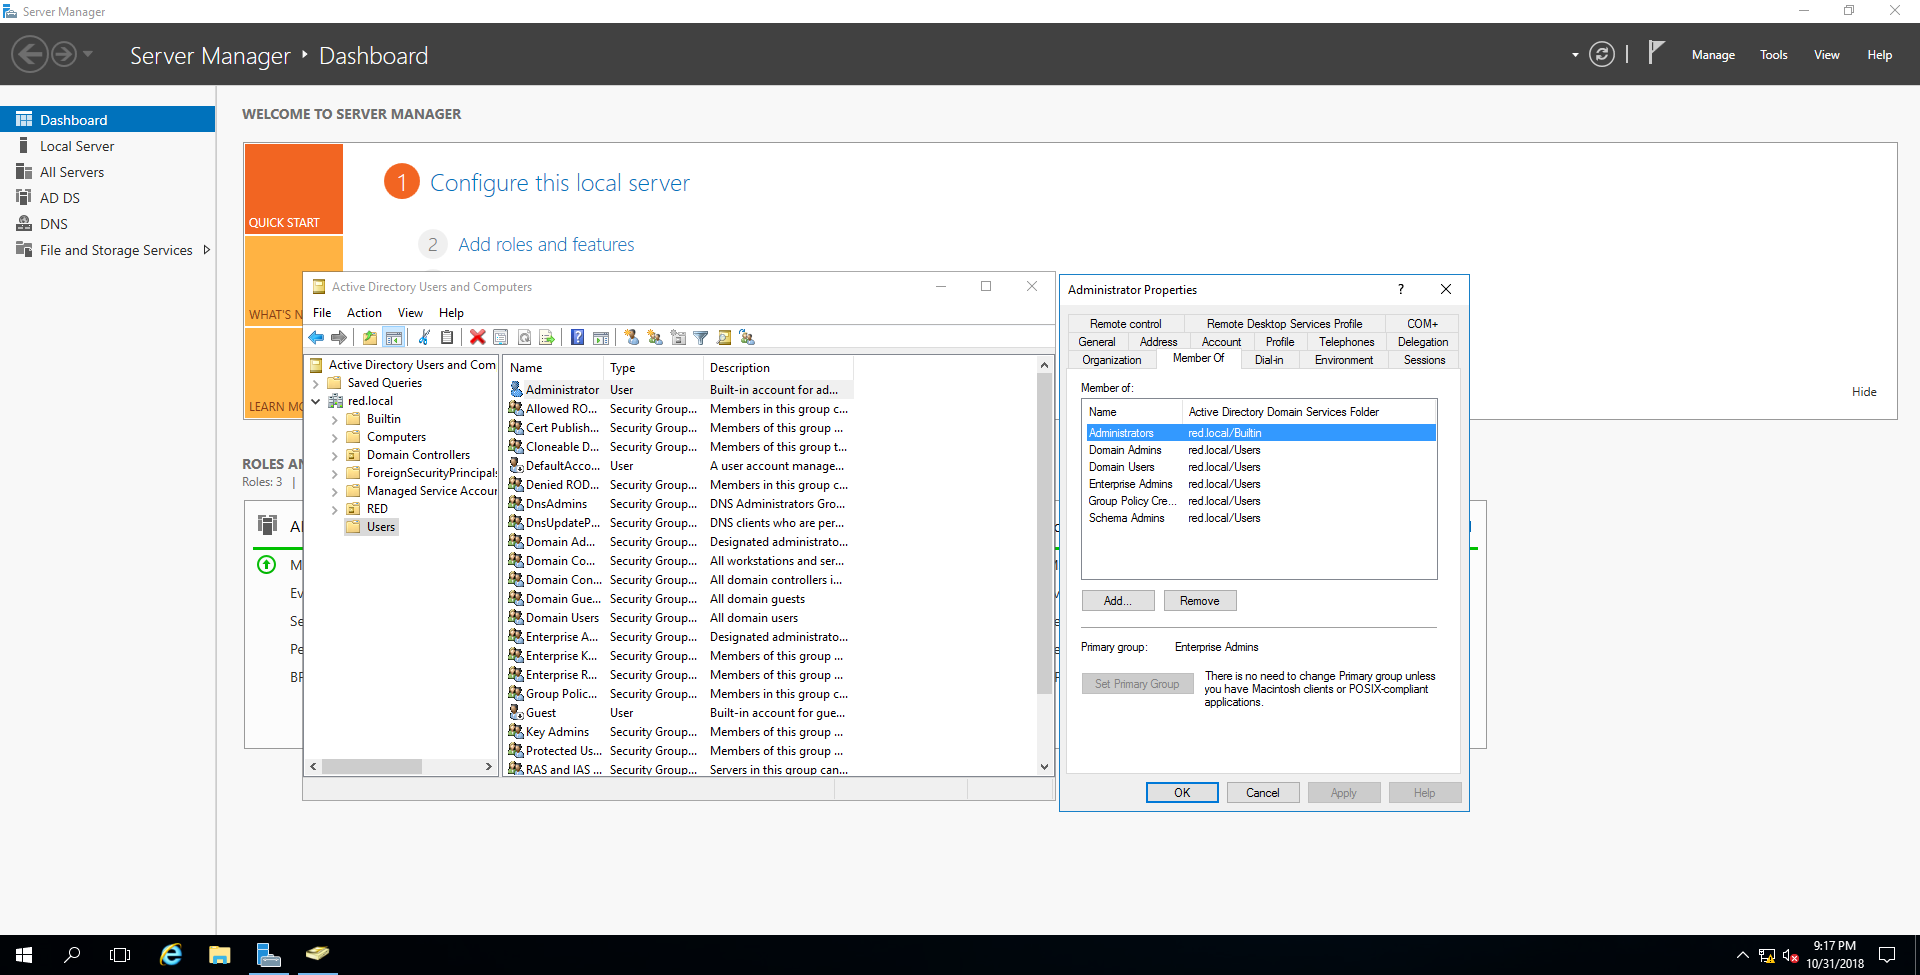 Server Manager
Server Manager ‣ Dashboard
Manage Tools View Help
Dashboard
Local Server
All Servers
AD DS
DNS
File and Storage Services
WELCOME TO SERVER MANAGER
QUICK START
1 Configure this local server
2 Add roles and features
WHAT'S N
LEARN MO
Hide
ROLES AN
Roles: 3 |
Al
M
Ev
Se
Pe
BP
Active Directory Users and Computers
File Action View Help
Active Directory Users and Com
Saved Queries
red.local
Builtin
Computers
Domain Controllers
ForeignSecurityPrincipals
Managed Service Accour
RED
Users
Name Type Description
Administrator User Built-in account for ad...
Allowed RO... Security Group... Members in this group c...
Cert Publish... Security Group... Members of this group ...
Cloneable D... Security Group... Members of this group t...
DefaultAcco... User A user account manage...
Denied ROD... Security Group... Members in this group c...
DnsAdmins Security Group... DNS Administrators Gro...
DnsUpdateP... Security Group... DNS clients who are per...
Domain Ad... Security Group... Designated administrato...
Domain Co... Security Group... All workstations and ser...
Domain Con... Security Group... All domain controllers i...
Domain Gue... Security Group... All domain guests
Domain Users Security Group... All domain users
Enterprise A... Security Group... Designated administrato...
Enterprise K... Security Group... Members of this group ...
Enterprise R... Security Group... Members of this group ...
Group Polic... Security Group... Members in this group c...
Guest User Built-in account for gue...
Key Admins Security Group... Members of this group ...
Protected Us... Security Group... Members of this group ...
RAS and IAS ... Security Group... Servers in this group can...
Administrator Properties
Remote control Remote Desktop Services Profile COM+
General Address Account Profile Telephones Delegation
Organization Member Of Dial-in Environment Sessions
Member of:
Name Active Directory Domain Services Folder
Administrators red.local/Builtin
Domain Admins red.local/Users
Domain Users red.local/Users
Enterprise Admins red.local/Users
Group Policy Cre... red.local/Users
Schema Admins red.local/Users
Add... Remove
Primary group: Enterprise Admins
Set Primary Group
There is no need to change Primary group unless
you have Macintosh clients or POSIX-compliant
applications.
OK Cancel Apply Help
9:17 PM
10/31/2018